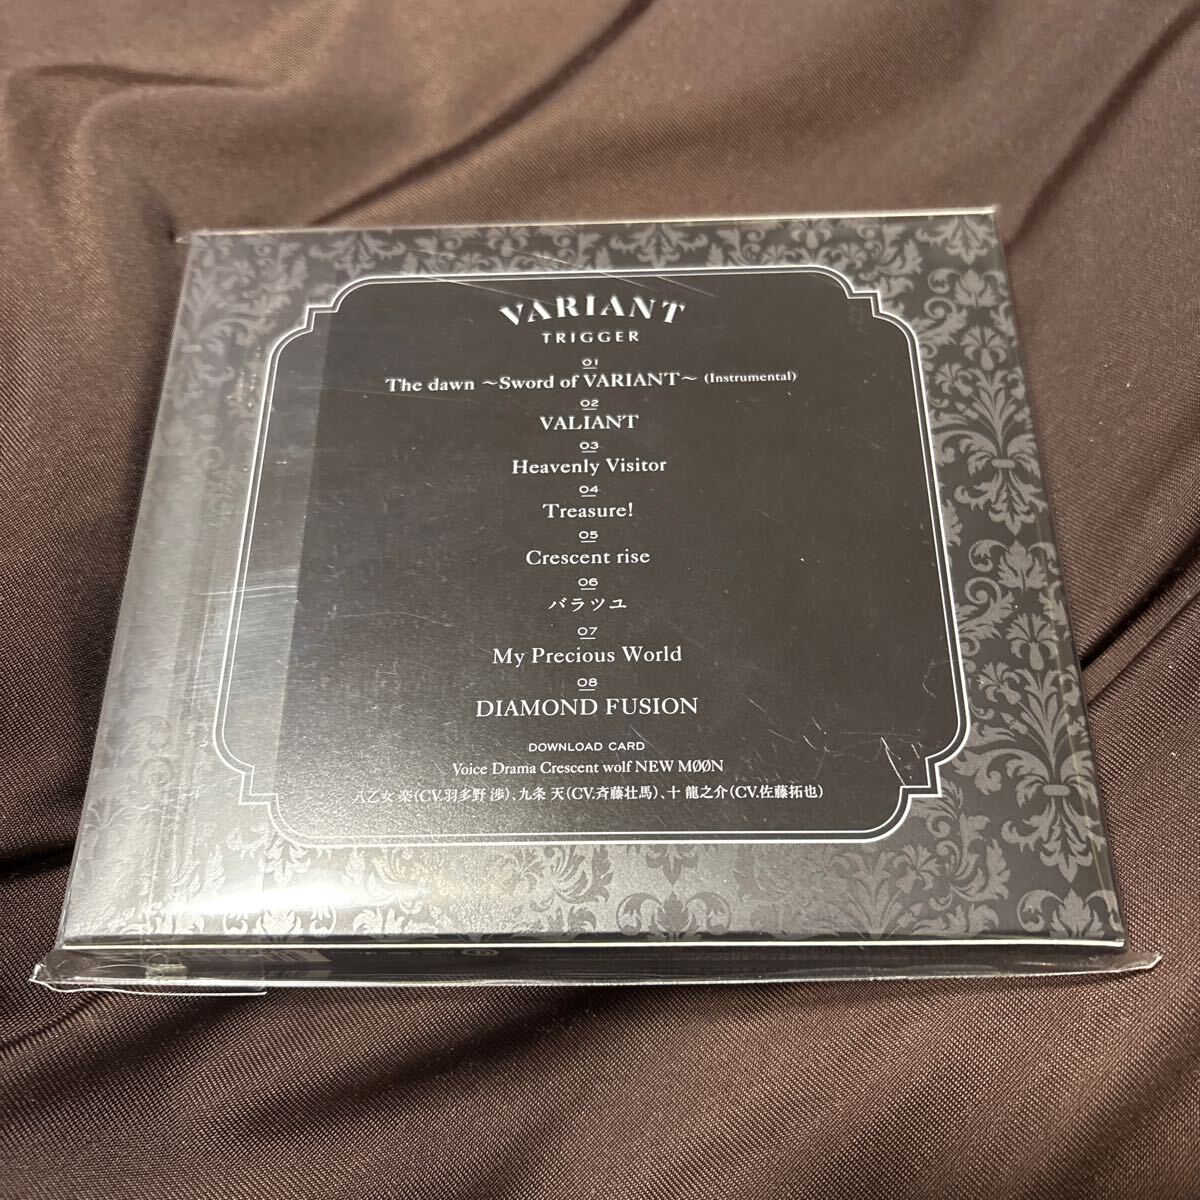 VARIANT
TRIGGER
01
The dawn ～Sword of VARIANT～ (Instrumental)
02
VALIANT
03
Heavenly Visitor
04
Treasure!
05
Crescent rise
06
バラツユ
07
My Precious World
08
DIAMOND FUSION
DOWNLOAD CARD
Voice Drama Crescent wolf NEW MØØN
八乙女 楽(CV.羽多野 渉)、九条 天(CV.斉藤壮馬)、十 龍之介(CV.佐藤拓也)